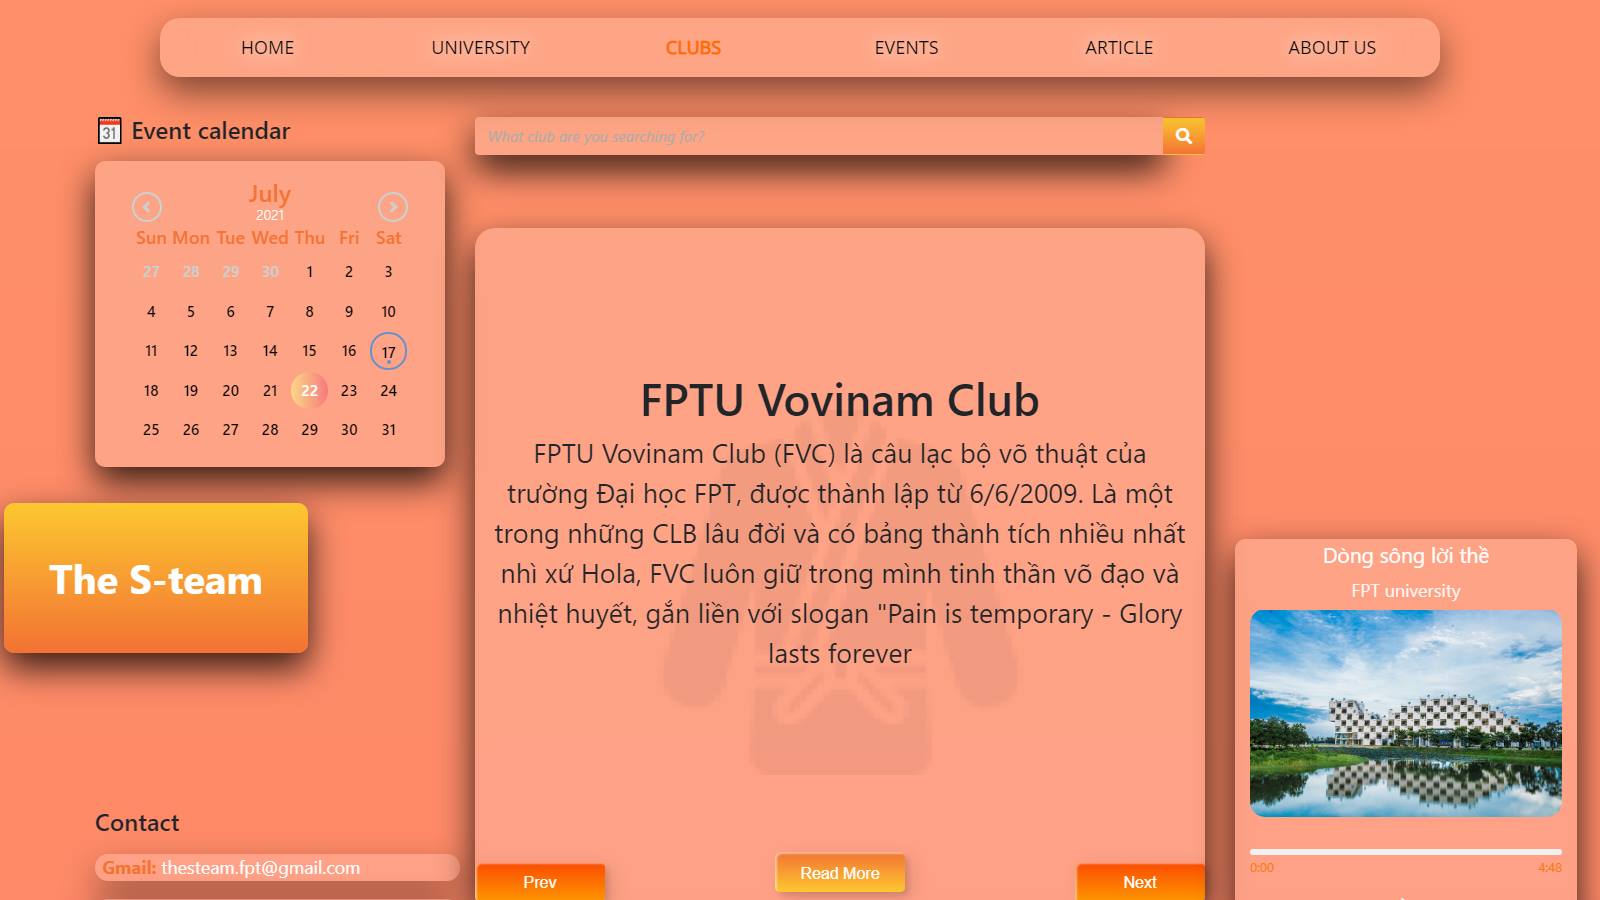 HOME UNIVERSITY CLUBS EVENTS ARTICLE ABOUT US
31 Event calendar
What club are you searching for?
July
2021
Sun Mon Tue Wed Thu Fri Sat
27 28 29 30 1 2 3
4 5 6 7 8 9 10
11 12 13 14 15 16 17
18 19 20 21 22 23 24
25 26 27 28 29 30 31
The S-team
Contact
Gmail: thesteam.fpt@gmail.com
FPTU Vovinam Club
FPTU Vovinam Club (FVC) là câu lạc bộ võ thuật của
trường Đại học FPT, được thành lập từ 6/6/2009. Là một
trong những CLB lâu đời và có bảng thành tích nhiều nhất
nhì xứ Hola, FVC luôn giữ trong mình tinh thần võ đạo và
nhiệt huyết, gắn liền với slogan "Pain is temporary - Glory
lasts forever
Prev Read More Next
Dòng sông lời thề
FPT university
0:00 4:48